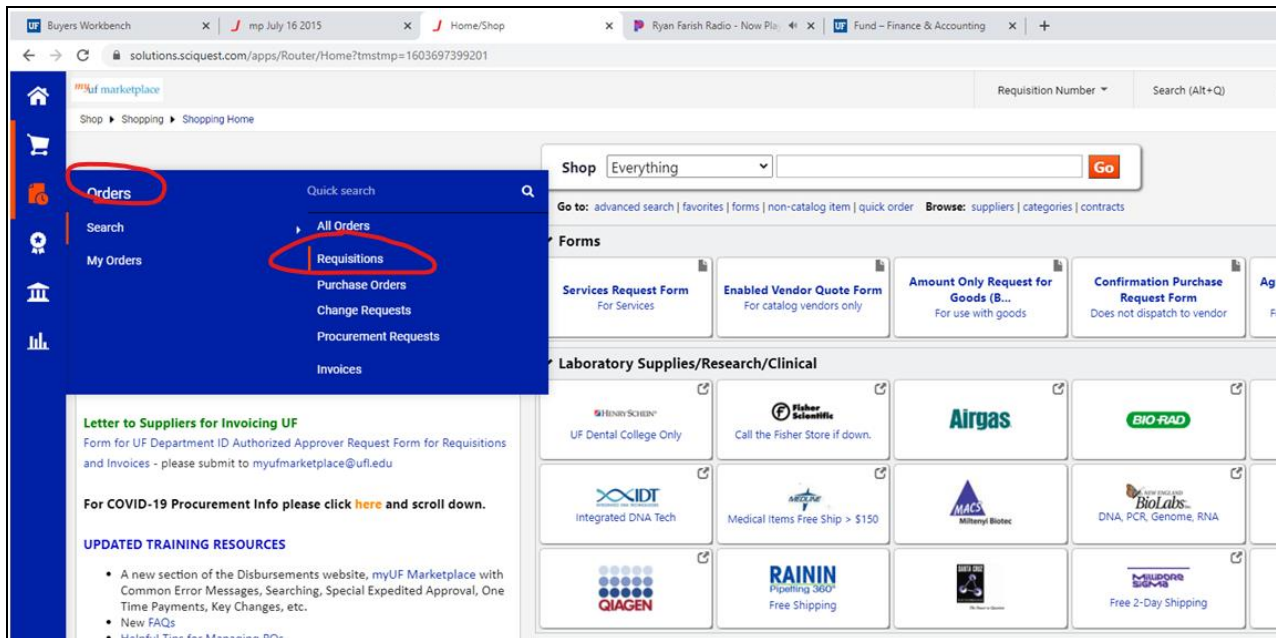 Buyers Workbench
mp July 16 2015
Home/Shop
Ryan Farish Radio - Now Pla
Fund – Finance & Accounting
solutions.sciquest.com/apps/Router/Home?tmstmp=1603697399201
myuf marketplace
Requisition Number
Search (Alt+Q)
Shop Shopping Shopping Home
Shop Everything Go
Go to: advanced search | favorites | forms | non-catalog item | quick order Browse: suppliers | categories | contracts
Orders
Quick search
Search
My Orders
All Orders
Requisitions
Purchase Orders
Change Requests
Procurement Requests
Invoices
Forms
Services Request Form
For Services
Enabled Vendor Quote Form
For catalog vendors only
Amount Only Request for
Goods (B...
For use with goods
Confirmation Purchase
Request Form
Does not dispatch to vendor
Ag
Laboratory Supplies/Research/Clinical
HENRY SCHEIN
UF Dental College Only
Fisher
Scientific
Call the Fisher Store if down.
Airgas
BIO-RAD
IDT
Integrated DNA Tech
MEDLINE
Medical Items Free Ship > $150
MACS
Miltenyi Biotec
NEW ENGLAND
BioLabs
DNA, PCR, Genome, RNA
QIAGEN
RAININ
Pipetting 360°
Free Shipping
SANTA CRUZ
MILLIPORE
SIGMA
Free 2-Day Shipping
Letter to Suppliers for Invoicing UF
Form for UF Department ID Authorized Approver Request Form for Requisitions
and Invoices - please submit to myufmarketplace@ufl.edu
For COVID-19 Procurement Info please click here and scroll down.
UPDATED TRAINING RESOURCES
• A new section of the Disbursements website, myUF Marketplace with
Common Error Messages, Searching, Special Expedited Approval, One
Time Payments, Key Changes, etc.
• New FAQs
• Helpful Tips for Managing POs